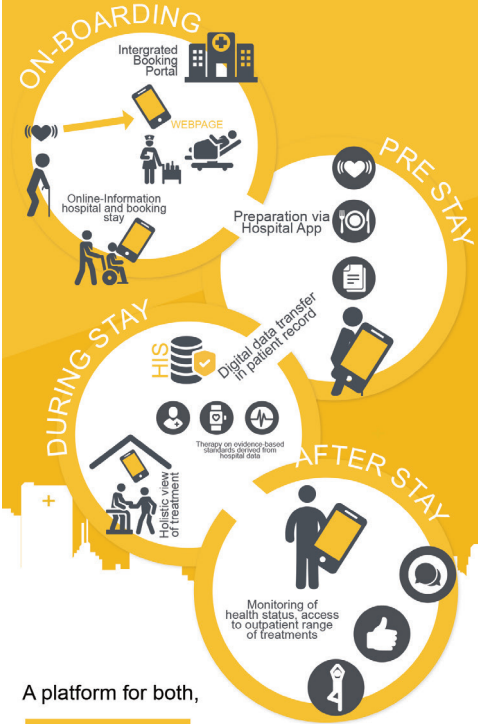 ON-BOARDING
Intergrated
Booking
Portal
WEBPAGE
Online-Information
hospital and booking
stay
PRE STAY
Preparation via
Hospital App
DURING STAY
HIS
Digital data transfer
in patient record
Therapy on evidence-based
standards derived from
hospital data
Holistic view
of treatment
AFTER STAY
Monitoring of
health status, access
to outpatient range
of treatments
A platform for both,